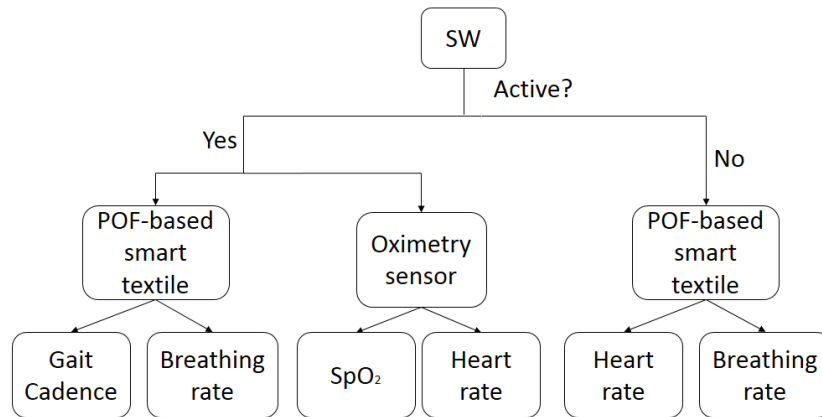 SW
Active?
Yes
No
POF-based
smart
textile
Oximetry
sensor
POF-based
smart
textile
Gait
Cadence
Breathing
rate
SpO₂
Heart
rate
Heart
rate
Breathing
rate